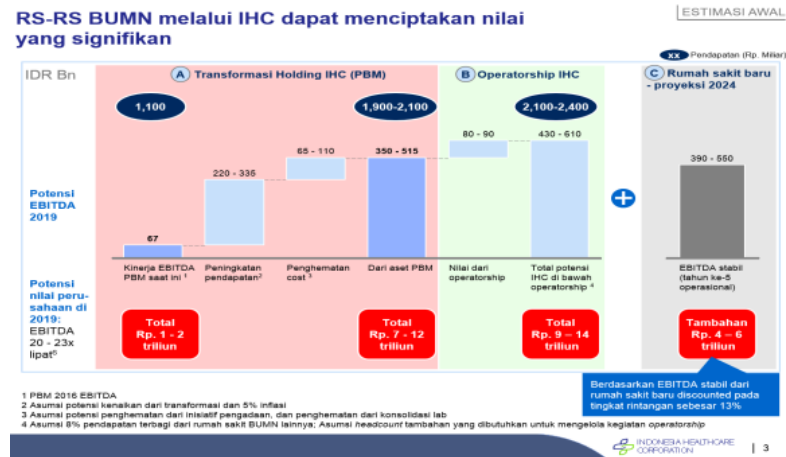 RS-RS BUMN melalui IHC dapat menciptakan nilai
yang signifikan
ESTIMASI AWAL
xx Pendapatan (Rp. Miliar)
IDR Bn
A Transformasi Holding IHC (PBM)
B Operatorship IHC
C Rumah sakit baru
- proyeksi 2024
1,100
1,900-2,100
2,100-2,400
Potensi
EBITDA
2019
67
220 - 335
65 - 110
350 - 515
80 - 90
430 - 610
390 - 550
Kinerja EBITDA
PBM saat ini 1
Peningkatan
pendapatan2
Penghematan
cost 3
Dari aset PBM
Nilai dari
operatorship
Total potensi
IHC di bawah
operatorship 4
EBITDA stabil
(tahun ke-5
operasional)
Potensi
nilai peru-
sahaan di
2019:
EBITDA
20 - 23x
lipat5
Total
Rp. 1 - 2
triliun
Total
Rp. 7 - 12
triliun
Total
Rp. 9 – 14
triliun
Tambahan
Rp. 4 – 6
triliun
Berdasarkan EBITDA stabil dari
rumah sakit baru discounted pada
tingkat rintangan sebesar 13%
1 PBM 2016 EBITDA
2 Asumsi potensi kenaikan dari transformasi dan 5% inflasi
3 Asumsi potensi penghematan dari inisiatif pengadaan, dan penghematan dari konsolidasi lab
4 Asumsi 8% pendapatan terbagi dari rumah sakit BUMN lainnya; Asumsi headcount tambahan yang dibutuhkan untuk mengelola kegiatan operatorship
INDONESIA HEALTHCARE
CORPORATION
3